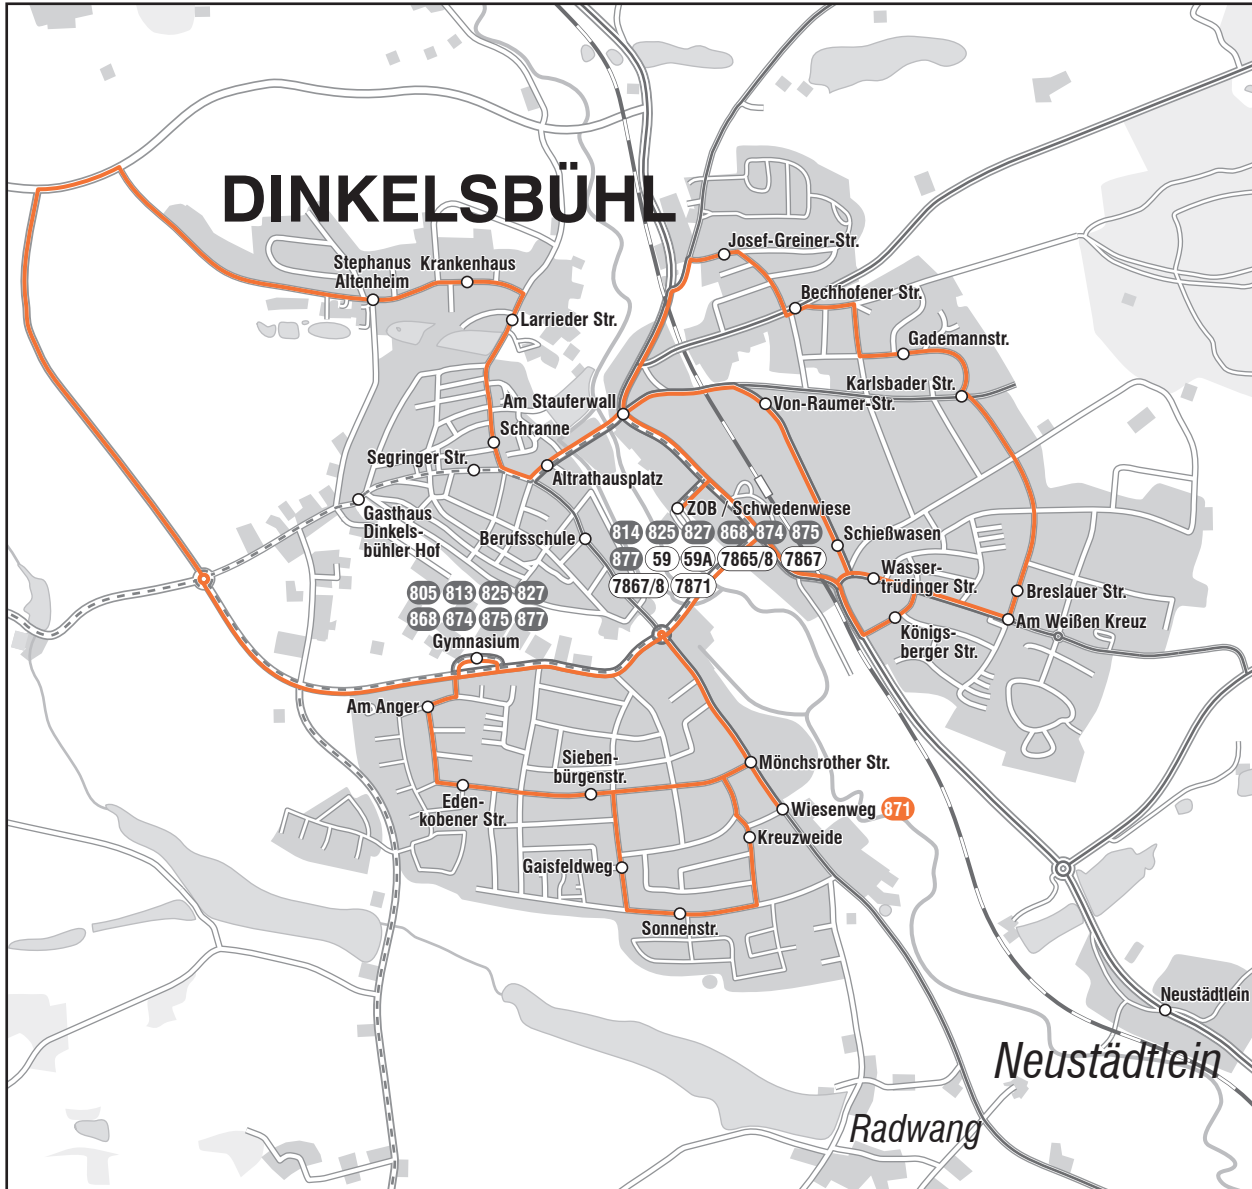 DINKELSBÜHL
Josef-Greiner-Str.
Stephanus
Altenheim
Krankenhaus
Bechhofener Str.
Larrieder Str.
Gademannstr.
Karlsbader Str.
Am Stauferwall
Von-Raumer-Str.
Schranne
Segringer Str.
Altrathausplatz
Gasthaus
Dinkels-
bühler Hof
ZOB / Schwedenwiese
814 825 827 868 874 875
877 59 59A 7865/8 7867
7867/8 7871
Berufsschule
Schießwasen
Wasser-
trüdinger Str.
Breslauer Str.
Am Weißen Kreuz
Königs-
berger Str.
805 813 825 827
868 874 875 877
Gymnasium
Am Anger
Sieben-
bürgenstr.
Mönchsrother Str.
Eden-
kobener Str.
Wiesenweg 871
Kreuzweide
Gaisfeldweg
Sonnenstr.
Neustädtlein
Neustädtlein
Radwang